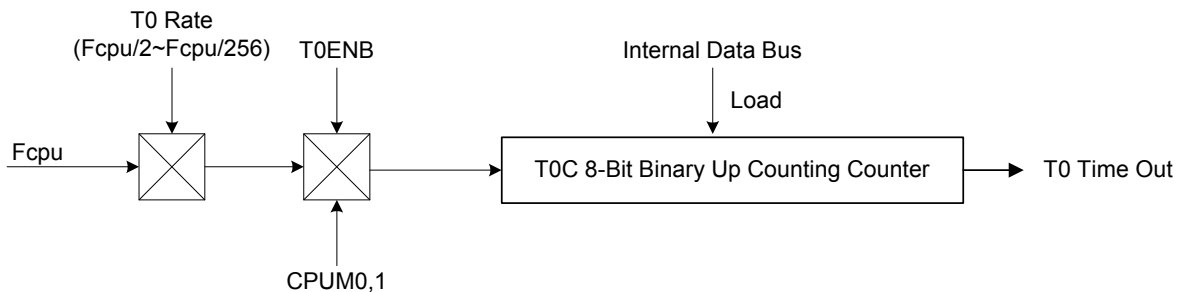 T0 Rate
(Fcpu/2~Fcpu/256)
T0ENB
Internal Data Bus
Load
Fcpu
T0C 8-Bit Binary Up Counting Counter
T0 Time Out
CPUM0,1